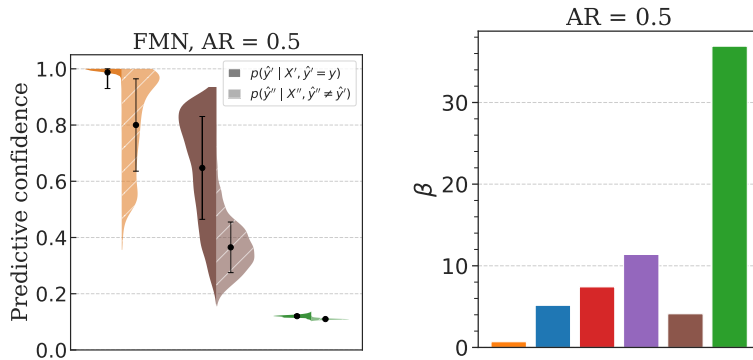 FMN, AR = 0.5
Predictive confidence
1.0
0.8
0.6
0.4
0.2
0.0
p(ŷ′ | X′, ŷ′ = y)
p(ŷ″ | X″, ŷ″ ≠ ŷ′)
AR = 0.5
β
30
20
10
0